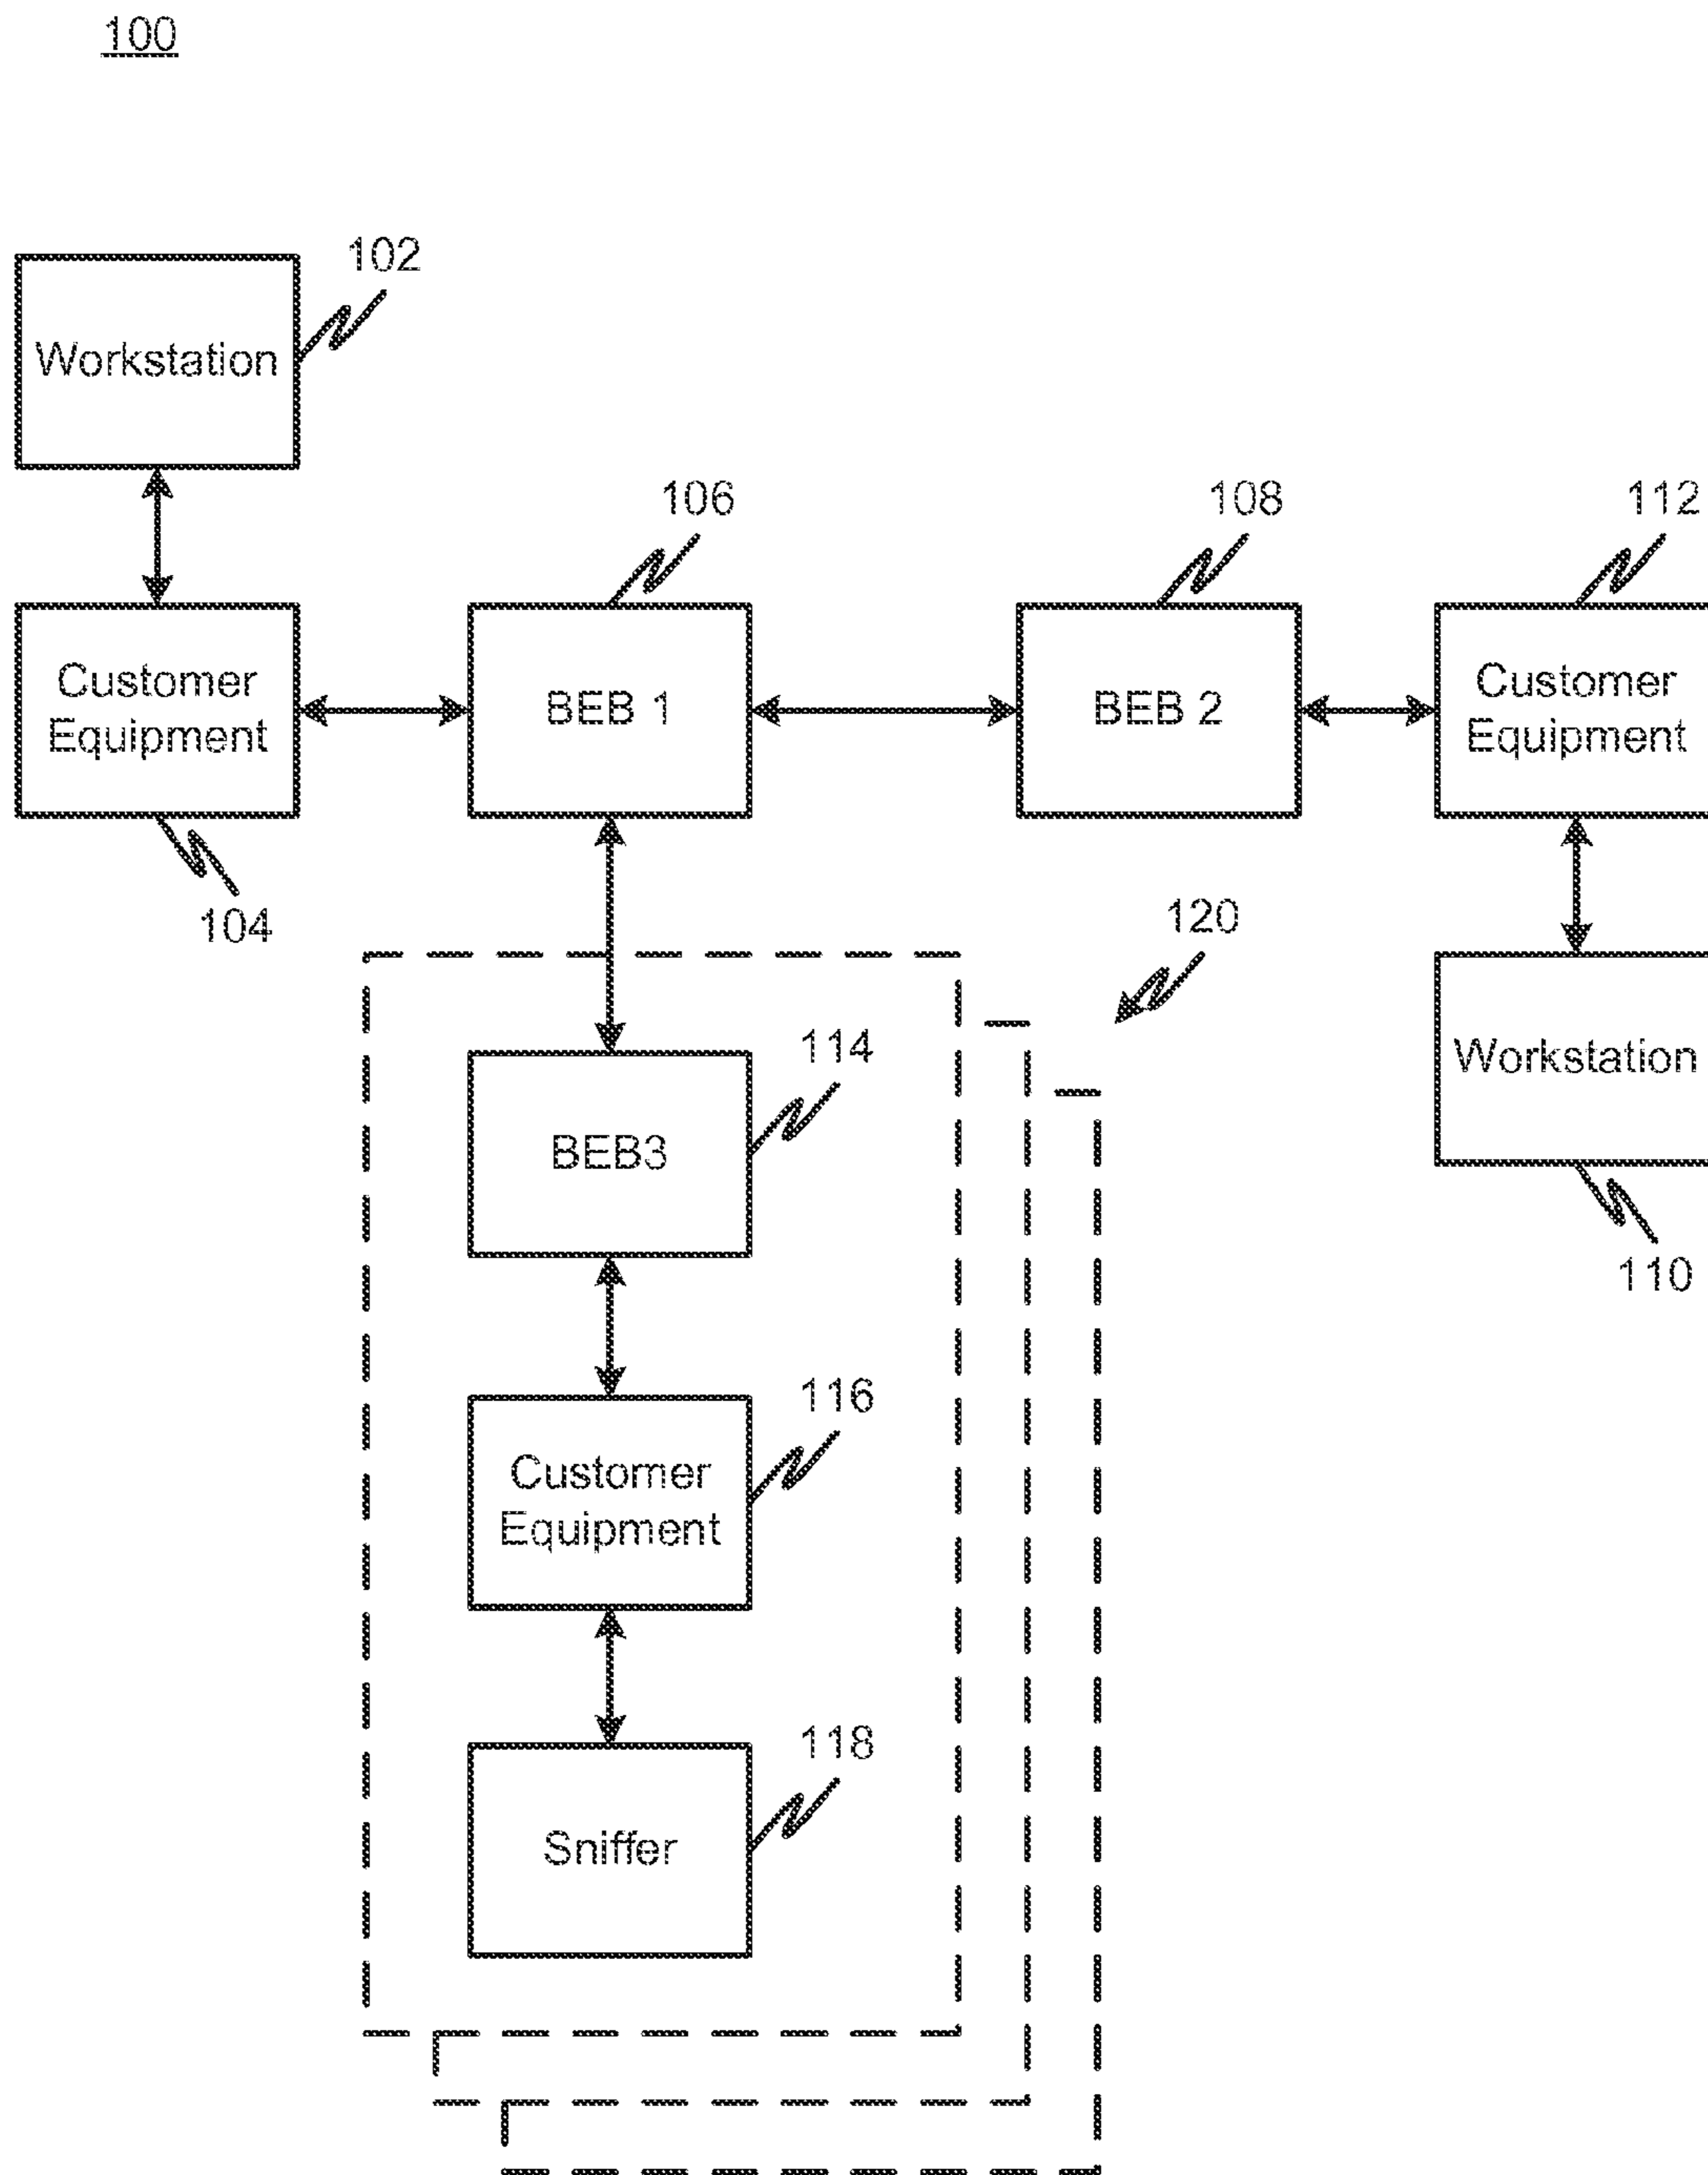 100
102
Workstation
106
108
112
Customer
Equipment
BEB 1
BEB 2
Customer
Equipment
104
120
114
BEB3
Workstation
110
116
Customer
Equipment
118
Sniffer